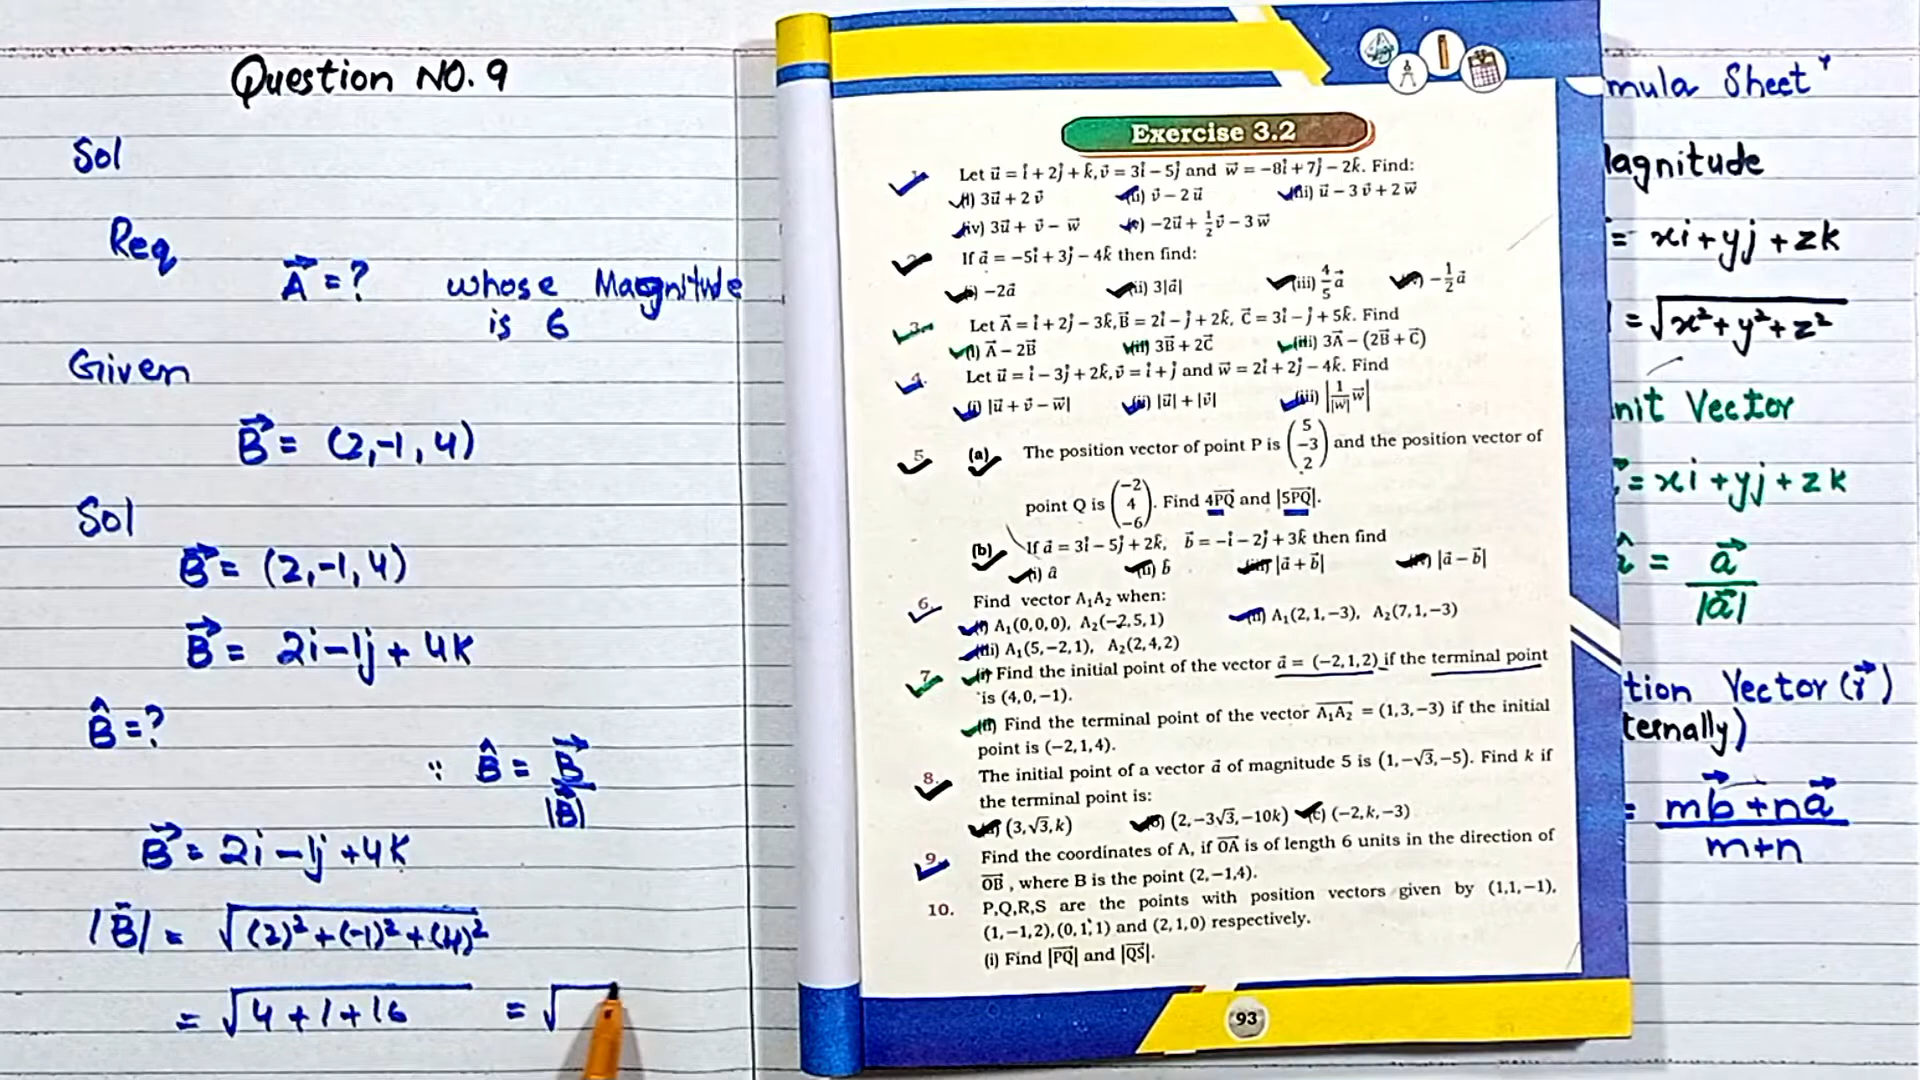 Question NO. 9
Sol
Req
A⃗ = ? whose Magnitude
is 6
Given
B⃗ = (2,-1, 4)
Sol
B⃗ = (2,-1, 4)
B⃗ = 2i-1j + 4k
B̂ = ?
∵ B̂ = B⃗/|B⃗|
B⃗ = 2i -1j +4k
|B⃗| = √(2)²+(-1)²+(4)²
= √4+1+16 = √
Exercise 3.2
1. Let u⃗ = î + 2ĵ + k̂, v⃗ = 3î − 5ĵ and w⃗ = −8î + 7ĵ − 2k̂. Find:
(i) 3u⃗ + 2v⃗ (ii) v⃗ − 2u⃗ (iii) u⃗ − 3v⃗ + 2w⃗
(iv) 3u⃗ + v⃗ − w⃗ (v) −2u⃗ + 1/2 v⃗ − 3w⃗
2. If a⃗ = −5î + 3ĵ − 4k̂ then find:
(i) −2a⃗ (ii) 3|a⃗| (iii) 4/5 a⃗ (iv) −1/2 a⃗
3. Let A⃗ = î + 2ĵ − 3k̂, B⃗ = 2î − ĵ + 2k̂, C⃗ = 3î − ĵ + 5k̂. Find
(i) A⃗ − 2B⃗ (ii) 3B⃗ + 2C⃗ (iii) 3A⃗ − (2B⃗ + C⃗)
4. Let u⃗ = î − 3ĵ + 2k̂, v⃗ = î + ĵ and w⃗ = 2î + 2ĵ − 4k̂. Find
(i) |u⃗ + v⃗ − w⃗| (ii) |u⃗| + |v⃗| (iii) |1/|w⃗| w⃗|
5. (a) The position vector of point P is (5 −3 2) and the position vector of
point Q is (−2 4 −6). Find 4PQ⃗ and |5PQ⃗|.
(b) If a⃗ = 3î − 5ĵ + 2k̂, b⃗ = −î − 2ĵ + 3k̂ then find
(i) â (ii) b̂ (iii) |a⃗ + b⃗| (iv) |a⃗ − b⃗|
6. Find vector A₁A₂ when:
(i) A₁(0,0,0), A₂(−2,5,1) (ii) A₁(2,1,−3), A₂(7,1,−3)
(iii) A₁(5,−2,1), A₂(2,4,2)
7. (i) Find the initial point of the vector a⃗ = (−2,1,2) if the terminal point
is (4,0,−1).
(ii) Find the terminal point of the vector A₁A₂⃗ = (1,3,−3) if the initial
point is (−2,1,4).
8. The initial point of a vector a⃗ of magnitude 5 is (1,−√3,−5). Find k if
the terminal point is:
(a) (3,√3,k) (b) (2,−3√3,−10k) (c) (−2,k,−3)
9. Find the coordinates of A, if OA⃗ is of length 6 units in the direction of
OB⃗, where B is the point (2,−1,4).
10. P,Q,R,S are the points with position vectors given by (1,1,−1),
(1,−1,2),(0,1,1) and (2,1,0) respectively.
(i) Find |PQ⃗| and |QS⃗|.
93
mula Sheet
agnitude
= xi+yj+zk
| = √x²+y²+z²
nit Vector
= xi+yj+zk
= a⃗/|a⃗|
tion Vector (r⃗)
ternally)
= mb⃗+na⃗/m+n